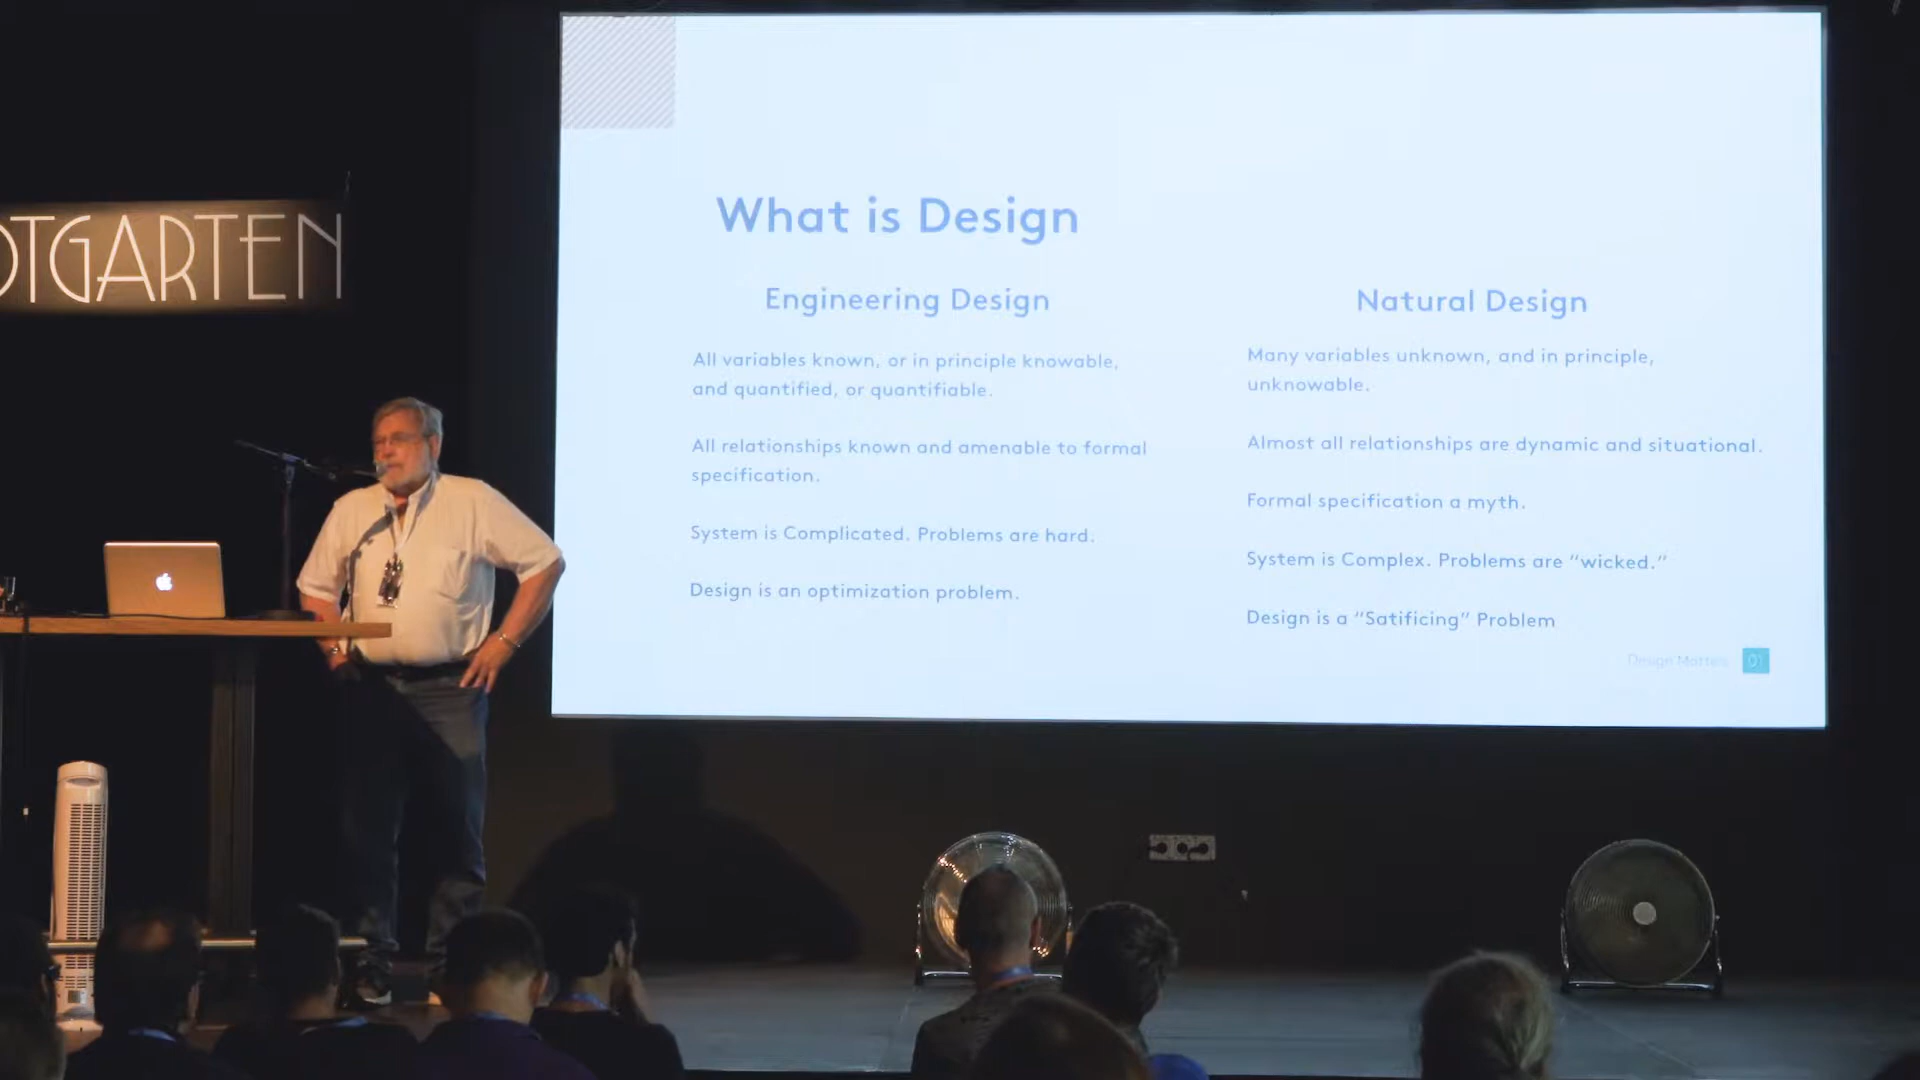 OTGARTEN
What is Design
Engineering Design
All variables known, or in principle knowable,
and quantified, or quantifiable.
All relationships known and amenable to formal
specification.
System is Complicated. Problems are hard.
Design is an optimization problem.
Natural Design
Many variables unknown, and in principle,
unknowable.
Almost all relationships are dynamic and situational.
Formal specification a myth.
System is Complex. Problems are “wicked.”
Design is a “Satificing” Problem
Design Matters